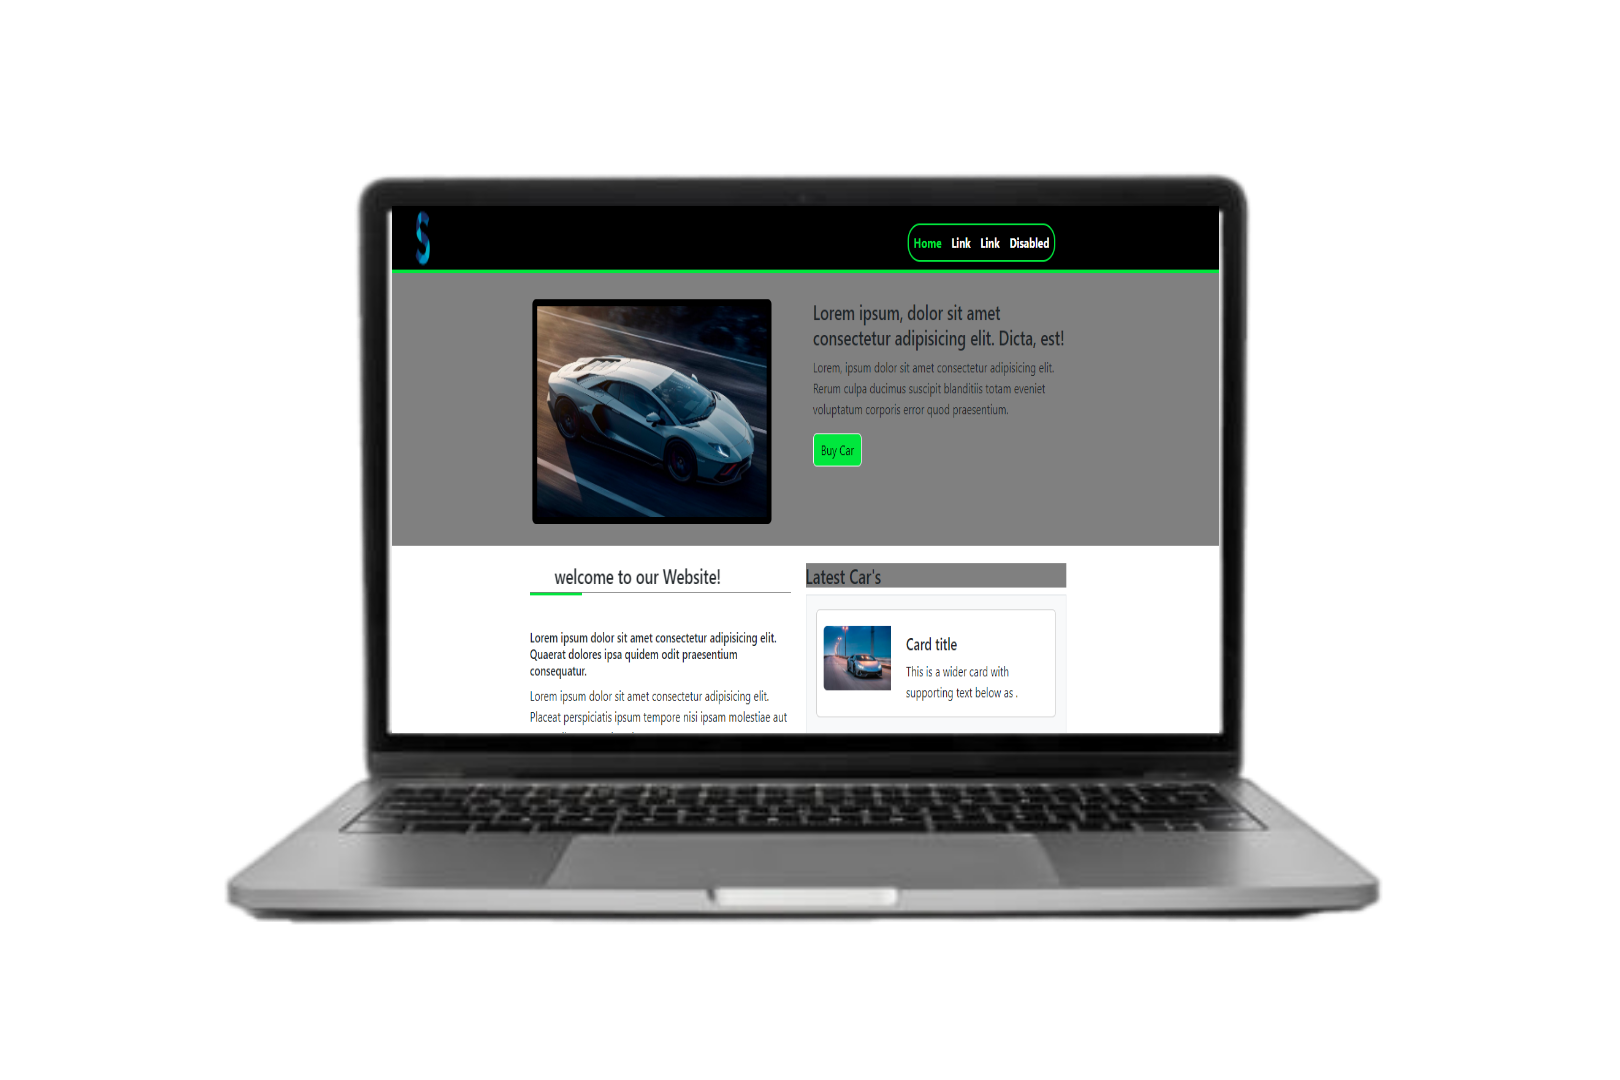 S
Home Link Link Disabled
Lorem ipsum, dolor sit amet
consectetur adipisicing elit. Dicta, est!
Lorem, ipsum dolor sit amet consectetur adipisicing elit.
Rerum culpa ducimus suscipit blanditiis totam eveniet
voluptatum corporis error quod praesentium.
Buy Car
welcome to our Website!
Lorem ipsum dolor sit amet consectetur adipisicing elit.
Quaerat dolores ipsa quidem odit praesentium
consequatur.
Lorem ipsum dolor sit amet consectetur adipisicing elit.
Placeat perspiciatis ipsum tempore nisi ipsam molestiae aut
Latest Car's
Card title
This is a wider card with
supporting text below as .